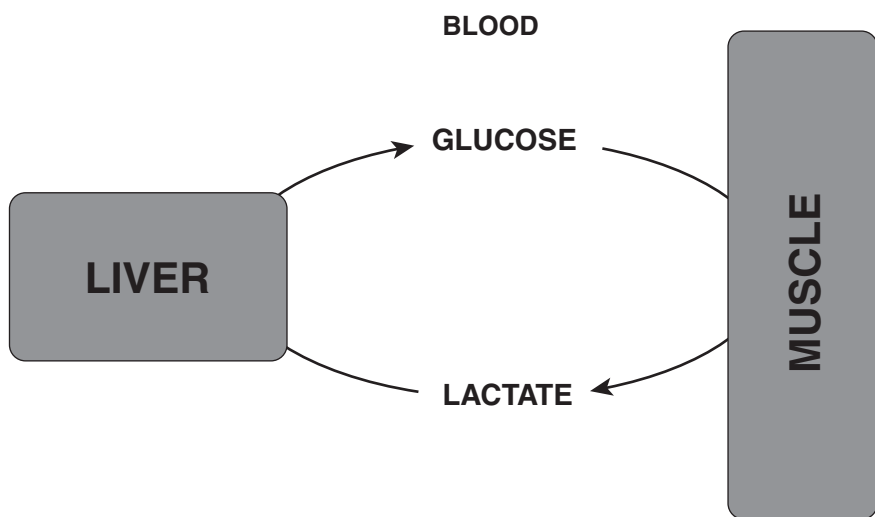 BLOOD
GLUCOSE
LIVER
MUSCLE
LACTATE